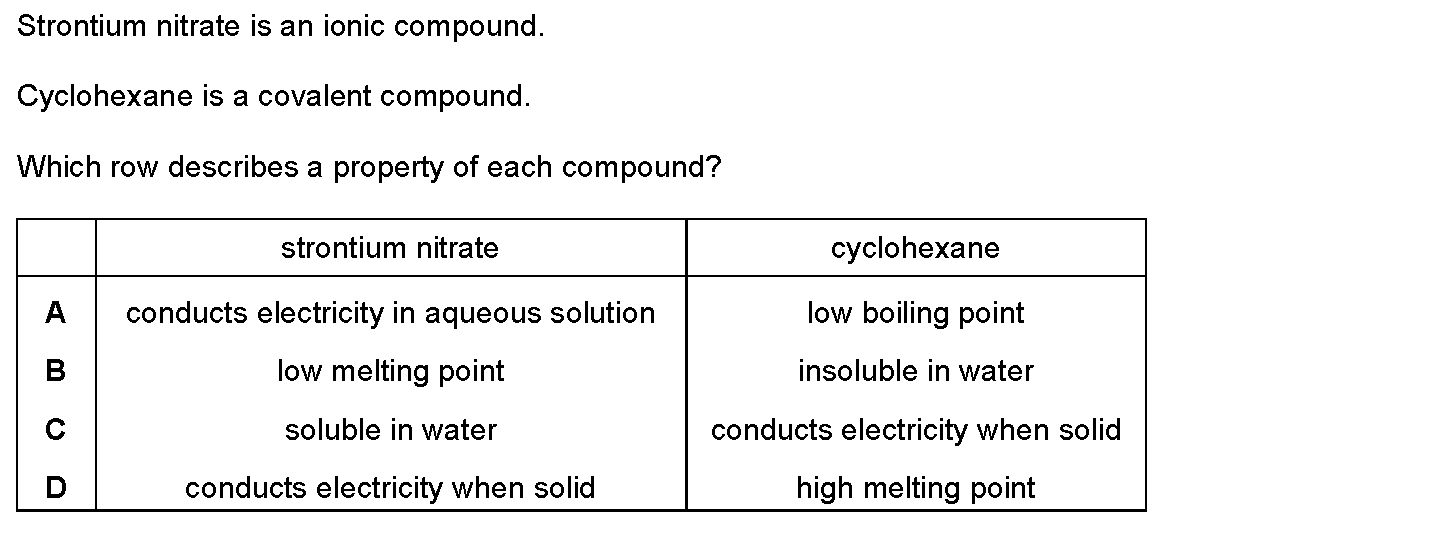 Strontium nitrate is an ionic compound.
Cyclohexane is a covalent compound.
Which row describes a property of each compound?
strontium nitrate cyclohexane
A conducts electricity in aqueous solution low boiling point
B low melting point insoluble in water
C soluble in water conducts electricity when solid
D conducts electricity when solid high melting point